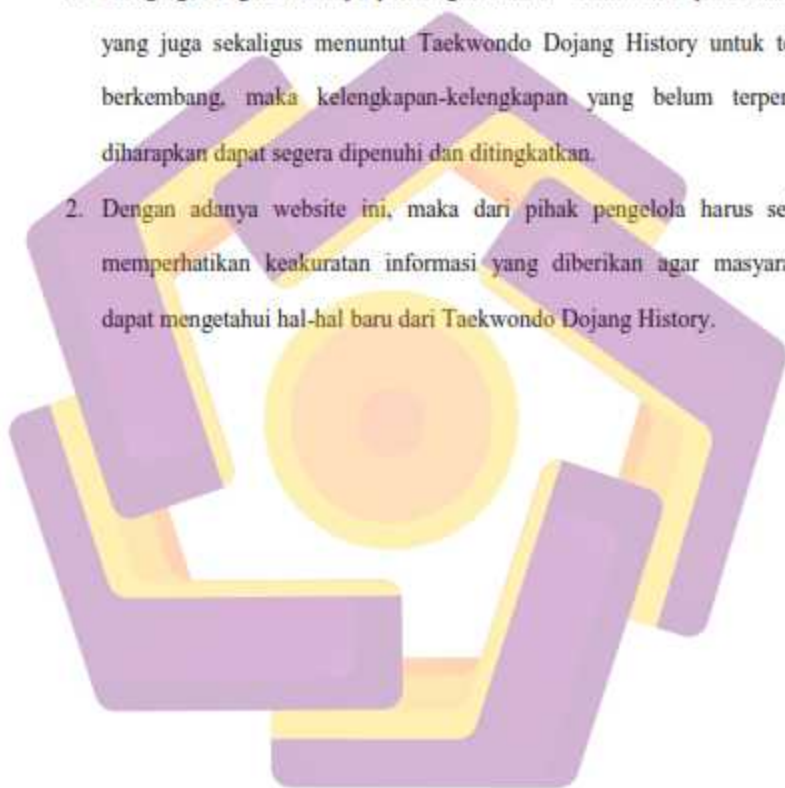 yang juga sekaligus menuntut Taekwondo Dojang History untuk
berkembang, maka kelengkapan-kelengkapan yang belum
diharapkan dapat segera dipenuhi dan ditingkatkan.
2. Dengan adanya website ini, maka dari pihak pengelola harus
memperhatikan keakuratan informasi yang diberikan agar
dapat mengetahui hal-hal baru dari Taekwondo Dojang History.